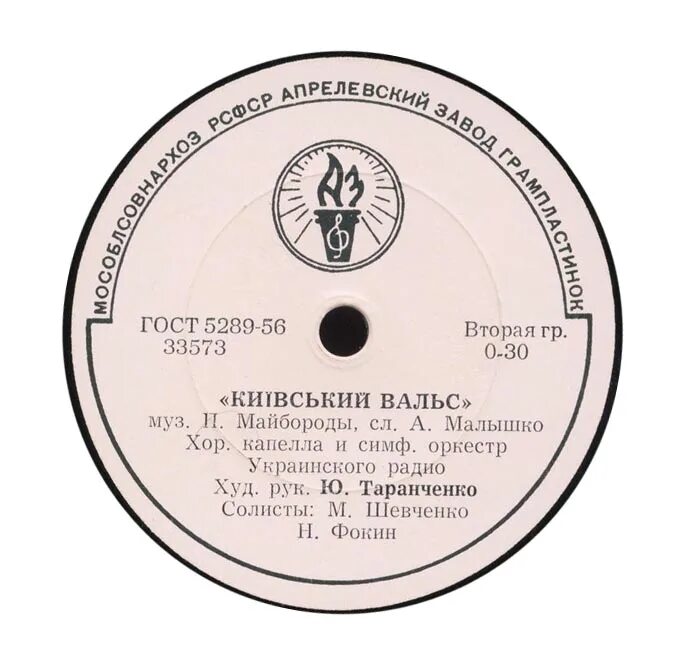 МОСОБЛСОВНАРХОЗ РСФСР АПРЕЛЕВСКИЙ ЗАВОД ГРАМПЛАСТИНОК
АЗ
ГОСТ 5289-56
33573
Вторая гр.
0-30
«КИЇВСЬКИЙ ВАЛЬС»
муз. П. Майбороды, сл. А. Малышко
Хор. капелла и симф. оркестр
Украинского радио
Худ. рук. Ю. Таранченко
Солисты: М. Шевченко
Н. Фокин